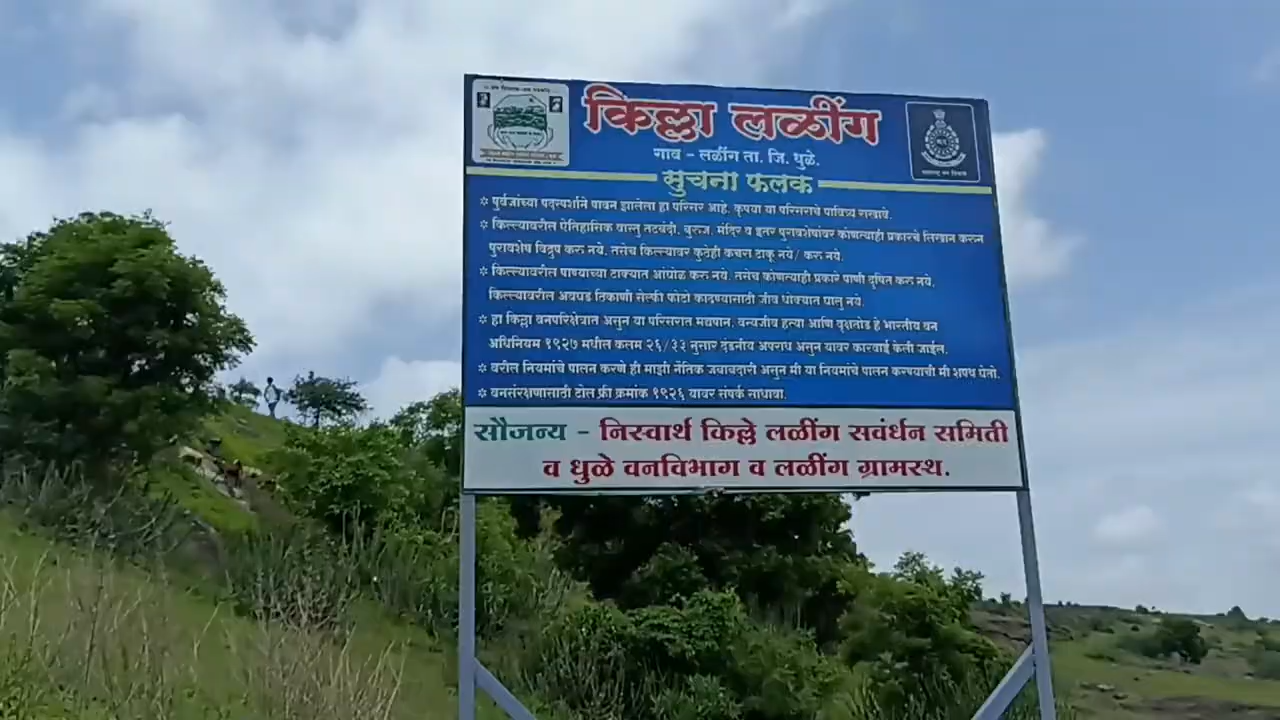 किल्ला लळींग
गाव - लळींग ता. जि. धुळे.
सुचना फलक
* पुर्वजांच्या पदस्पर्शाने पावन झालेला हा परिसर आहे. कृपया या परिसराचे पावित्र्य राखावे.
* किल्ल्यावरील ऐतिहासिक वास्तु तटबंदी, बुरुज, मंदिर व इतर पुरावशेषांवर कोणत्याही प्रकारचे लिखान करुन
पुरावशेष विद्रुप करु नये. तसेच किल्ल्यावर कुठेही कचरा टाकू नये/ करु नये.
* किल्ल्यावरील पाण्याच्या टाक्यात आंघोळ करु नये. तसेच कोणत्याही प्रकारे पाणी दुषित करु नये.
किल्ल्यावरील अवघड ठिकाणी सेल्फी फोटो काढण्यासाठी जीव धोक्यात घालु नये.
* हा किल्ला वनपरिक्षेत्रात असुन या परिसरात मद्यपान, वन्यजीव हत्या आणि वृक्षतोड हे भारतीय वन
अधिनियम १९२७ मधील कलम २६/३३ नुसार दंडनीय अपराध असुन यावर कारवाई केली जाईल.
* वरील नियमांचे पालन करणे ही माझी नैतिक जबाबदारी असुन मी या नियमांचे पालन करण्याची मी शपथ घेतो.
* वनसंरक्षणासाठी टोल फ्री क्रमांक १९२६ यावर संपर्क साधावा.
सौजन्य - निस्वार्थ किल्ले लळींग सवंर्धन समिती
व धुळे वनविभाग व लळींग ग्रामस्थ.